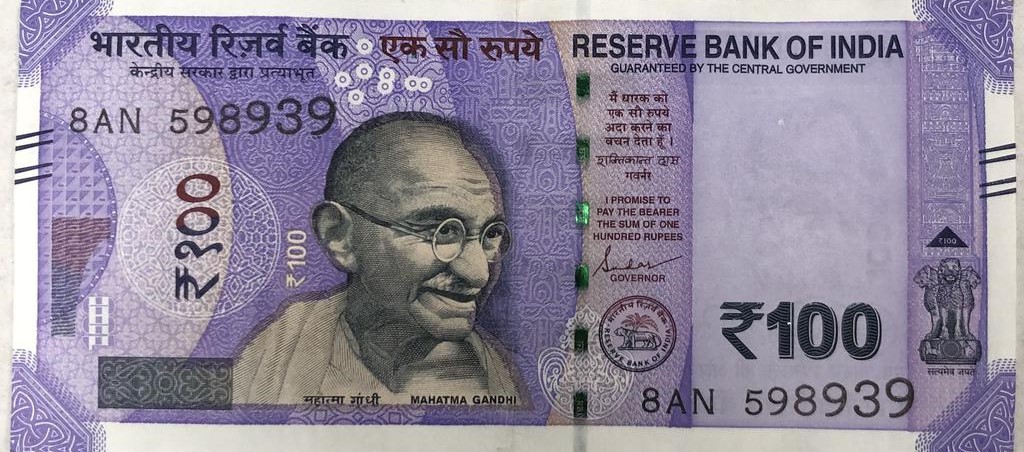 भारतीय रिज़र्व बैंक
एक सौ रुपये
केन्द्रीय सरकार द्वारा प्रत्याभूत
8AN 598939
₹१००
₹100
महात्मा गांधी
MAHATMA GANDHI
RESERVE BANK OF INDIA
GUARANTEED BY THE CENTRAL GOVERNMENT
मैं धारक को
एक सौ रुपये
अदा करने का
वचन देता हूँ ।
शक्तिकान्त दास
गवर्नर
I PROMISE TO
PAY THE BEARER
THE SUM OF ONE
HUNDRED RUPEES
GOVERNOR
भारतीय रिज़र्व बैंक
RESERVE BANK OF INDIA
₹100
₹100
सत्यमेव जयते
8AN 598939